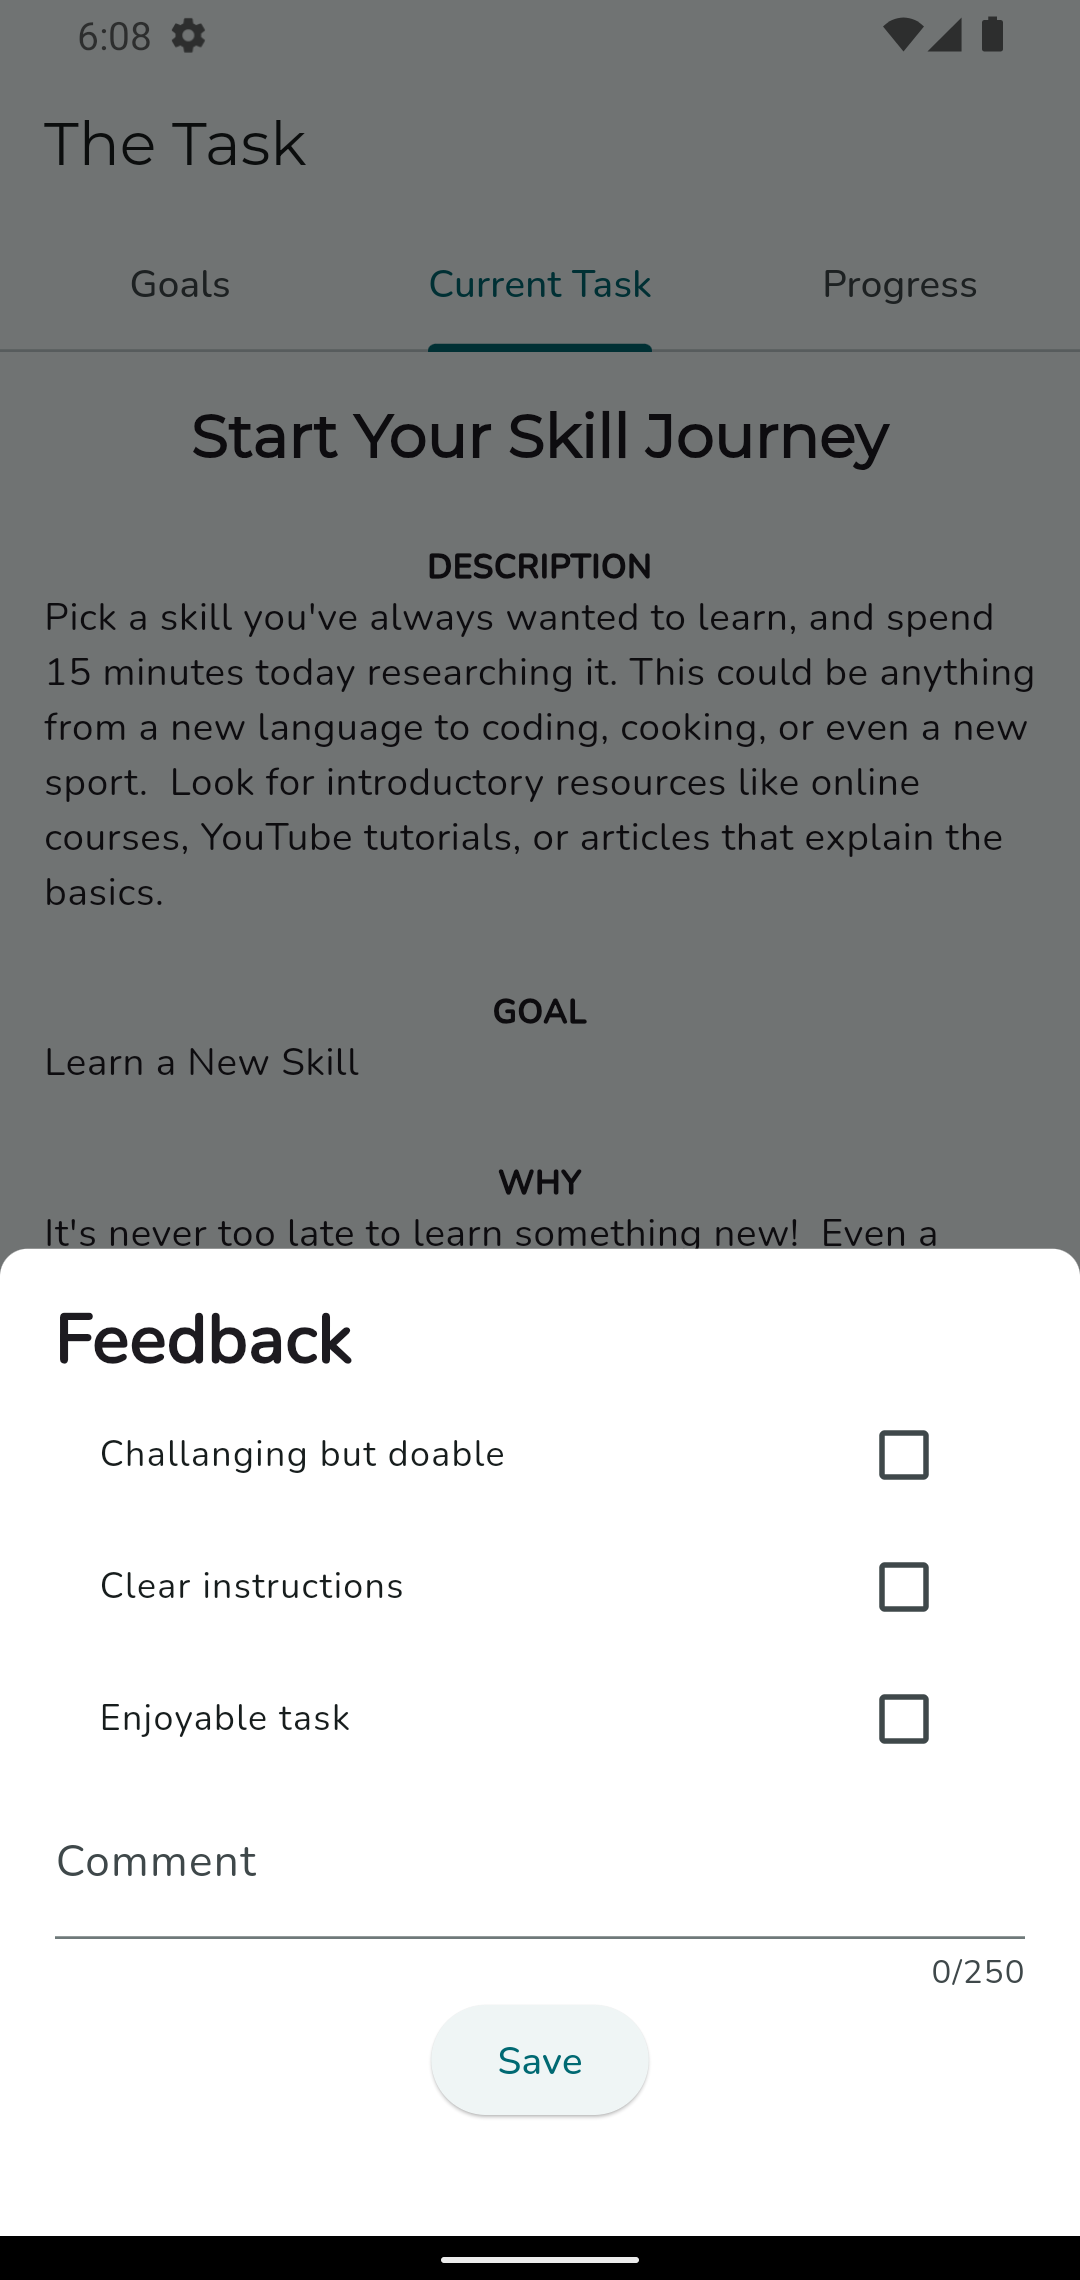 6:08
The Task
Goals Current Task Progress
Start Your Skill Journey
DESCRIPTION
Pick a skill you've always wanted to learn, and spend
15 minutes today researching it. This could be anything
from a new language to coding, cooking, or even a new
sport.  Look for introductory resources like online
courses, YouTube tutorials, or articles that explain the
basics.
GOAL
Learn a New Skill
WHY
It's never too late to learn something new!  Even a
Feedback
Challanging but doable
Clear instructions
Enjoyable task
Comment
0/250
Save